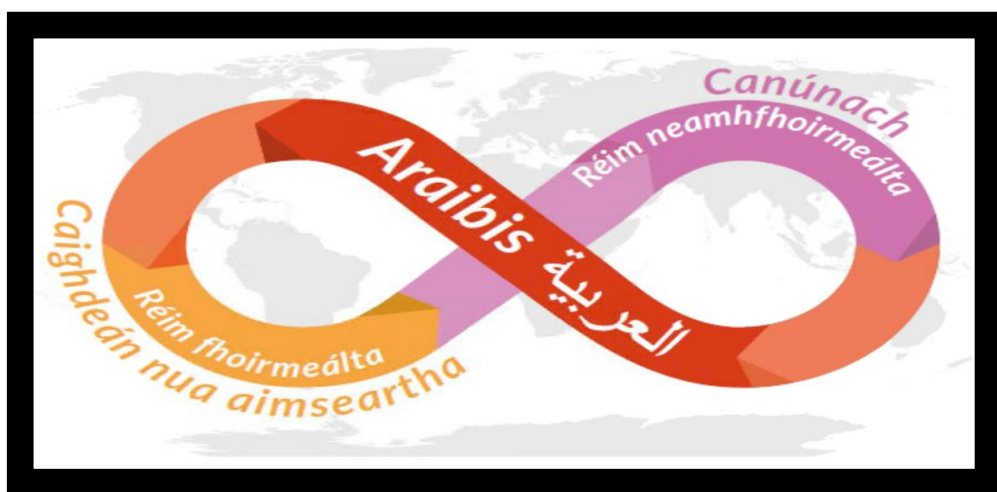 Canúnach
Réim neamhfhoirmeálta
Araibis العربية
Réim fhoirmeálta
Caighdeán nua aimseartha